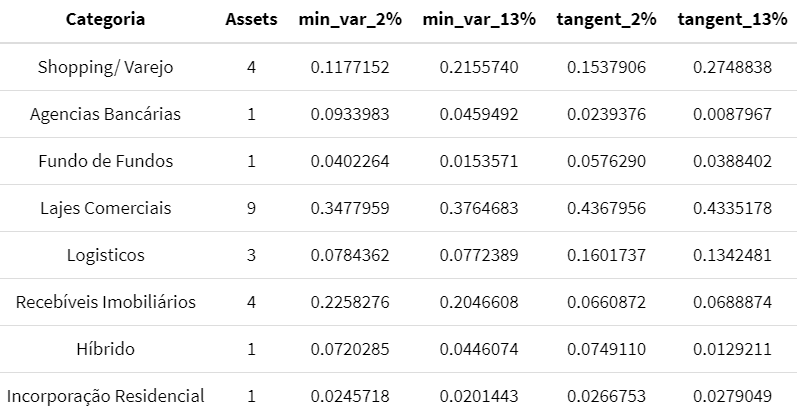 Categoria Assets min_var_2% min_var_13% tangent_2% tangent_13%
Shopping/ Varejo 4 0.1177152 0.2155740 0.1537906 0.2748838
Agencias Bancárias 1 0.0933983 0.0459492 0.0239376 0.0087967
Fundo de Fundos 1 0.0402264 0.0153571 0.0576290 0.0388402
Lajes Comerciais 9 0.3477959 0.3764683 0.4367956 0.4335178
Logisticos 3 0.0784362 0.0772389 0.1601737 0.1342481
Recebíveis Imobiliários 4 0.2258276 0.2046608 0.0660872 0.0688874
Híbrido 1 0.0720285 0.0446074 0.0749110 0.0129211
Incorporação Residencial 1 0.0245718 0.0201443 0.0266753 0.0279049